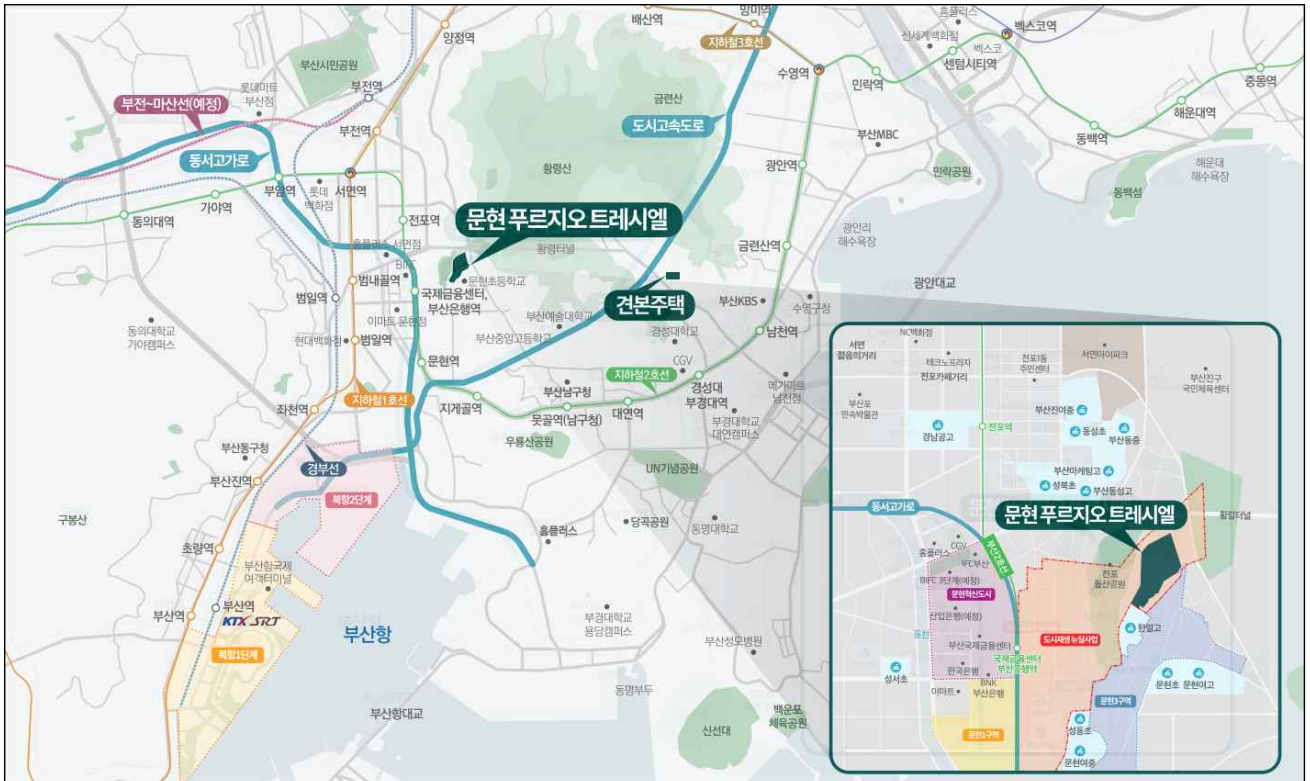 배산역
망미역
지하철3호선
홈플러스
신세계백화점
벡스코역
벡스코
센텀시티역
중동역
양정역
부산시민공원
롯데마트
부산점
부전역
부전~마산선(예정)
부전역
수영역
민락역
금련산
도시고속도로
부산MBC
해운대역
동백역
해운대
해수욕장
동서고가로
부암역
서면역
롯데
백화점
황령산
광안역
민락공원
동백섬
가야역
동의대역
전포역
문현 푸르지오 트레시엘
광안리
해수욕장
홈플러스 서면점
황령터널
금련산역
BIFC
범내골역
문현초등학교
국제금융센터,
부산은행역
견본주택
부산KBS
수영구청
광안대교
범일역
이마트 문현점
부산예술대학교
부산중앙고등학교
경성대학교
남천역
동의대학교
가야캠퍼스
현대백화점
범일역
문현역
CGV
지하철2호선
부산남구청
경성대
부경대역
메가마트
남천점
지하철1호선
좌천역
지게골역
못골역(남구청)
대연역
부경대학교
대연캠퍼스
우룡산공원
부산동구청
경부선
부산진역
북항2단계
UN기념공원
구봉산
초량역
홈플러스
당곡공원
동명대학교
부산항국제
여객터미널
부산역
부산역
KTX SRT
부산항
부경대학교
용당캠퍼스
부산성모병원
북항1단계
동명부두
부산항대교
신선대
백운포
체육공원
NC백화점
서면
젊음의거리
테크노프라자
전포카페거리
전포1동
주민센터
서면아이파크
부산진구
국민체육센터
부산포
민속박물관
부산진여중
경남공고
전포역
동성초
부산동중
부산마케팅고
성북초
부산동성고
동서고가로
문현 푸르지오 트레시엘
황령터널
부산2호선
CGV
홈플러스
IFC부산
BIFC 3단계(예정)
전포
돌산공원
문현혁신도시
산업은행(예정)
동천
한얼고
부산국제금융센터
도시재생 뉴딜사업
국제금융센터
부산은행역
성서초
한국은행
문현초
문현여고
이마트
BNK
부산은행
문현3구역
문현1구역
성동초
문현여중